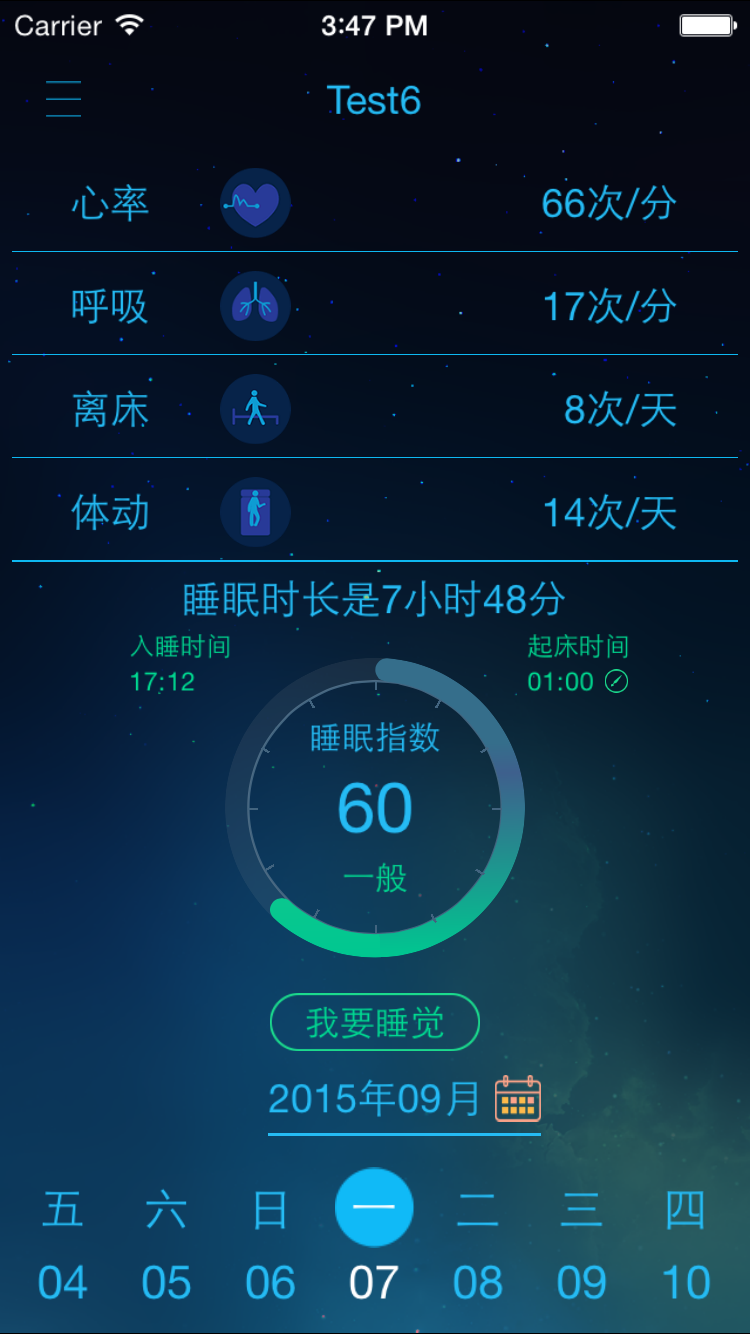 Carrier 3:47 PM
Test6
心率 66次/分
呼吸 17次/分
离床 8次/天
体动 14次/天
睡眠时长是7小时48分
入睡时间 起床时间
17:12 01:00
睡眠指数
60
一般
我要睡觉
2015年09月
五 六 日 一 二 三 四
04 05 06 07 08 09 10